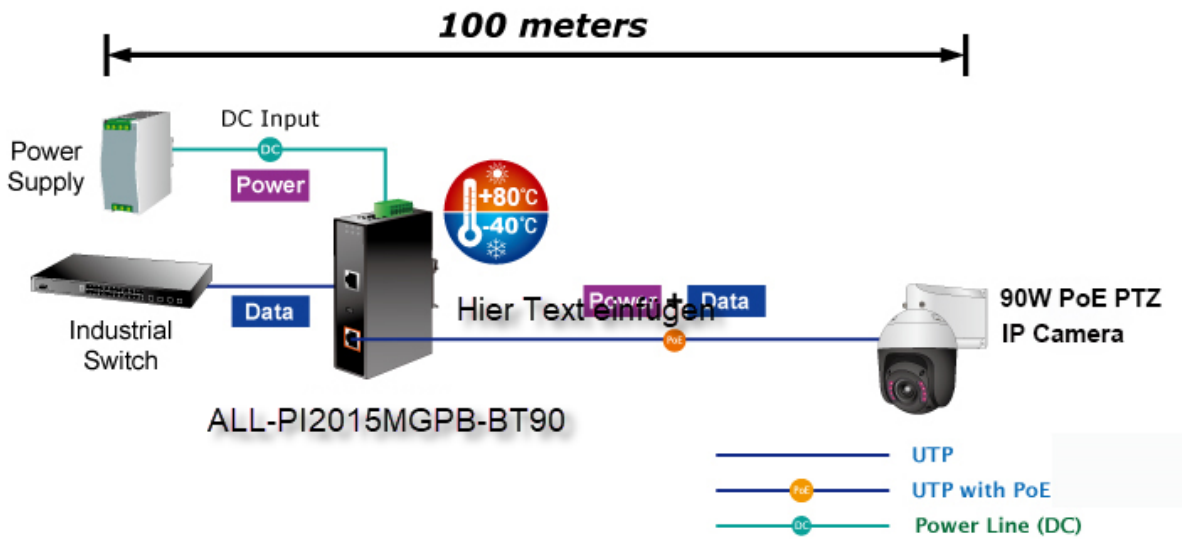 100 meters
DC Input
DC
Power
Supply
Power
+80°C
-40°C
Data
Industrial
Switch
Hier Text einfügen
Power + Data
PoE
90W PoE PTZ
IP Camera
ALL-PI2015MGPB-BT90
UTP
PoE
UTP with PoE
DC
Power Line (DC)